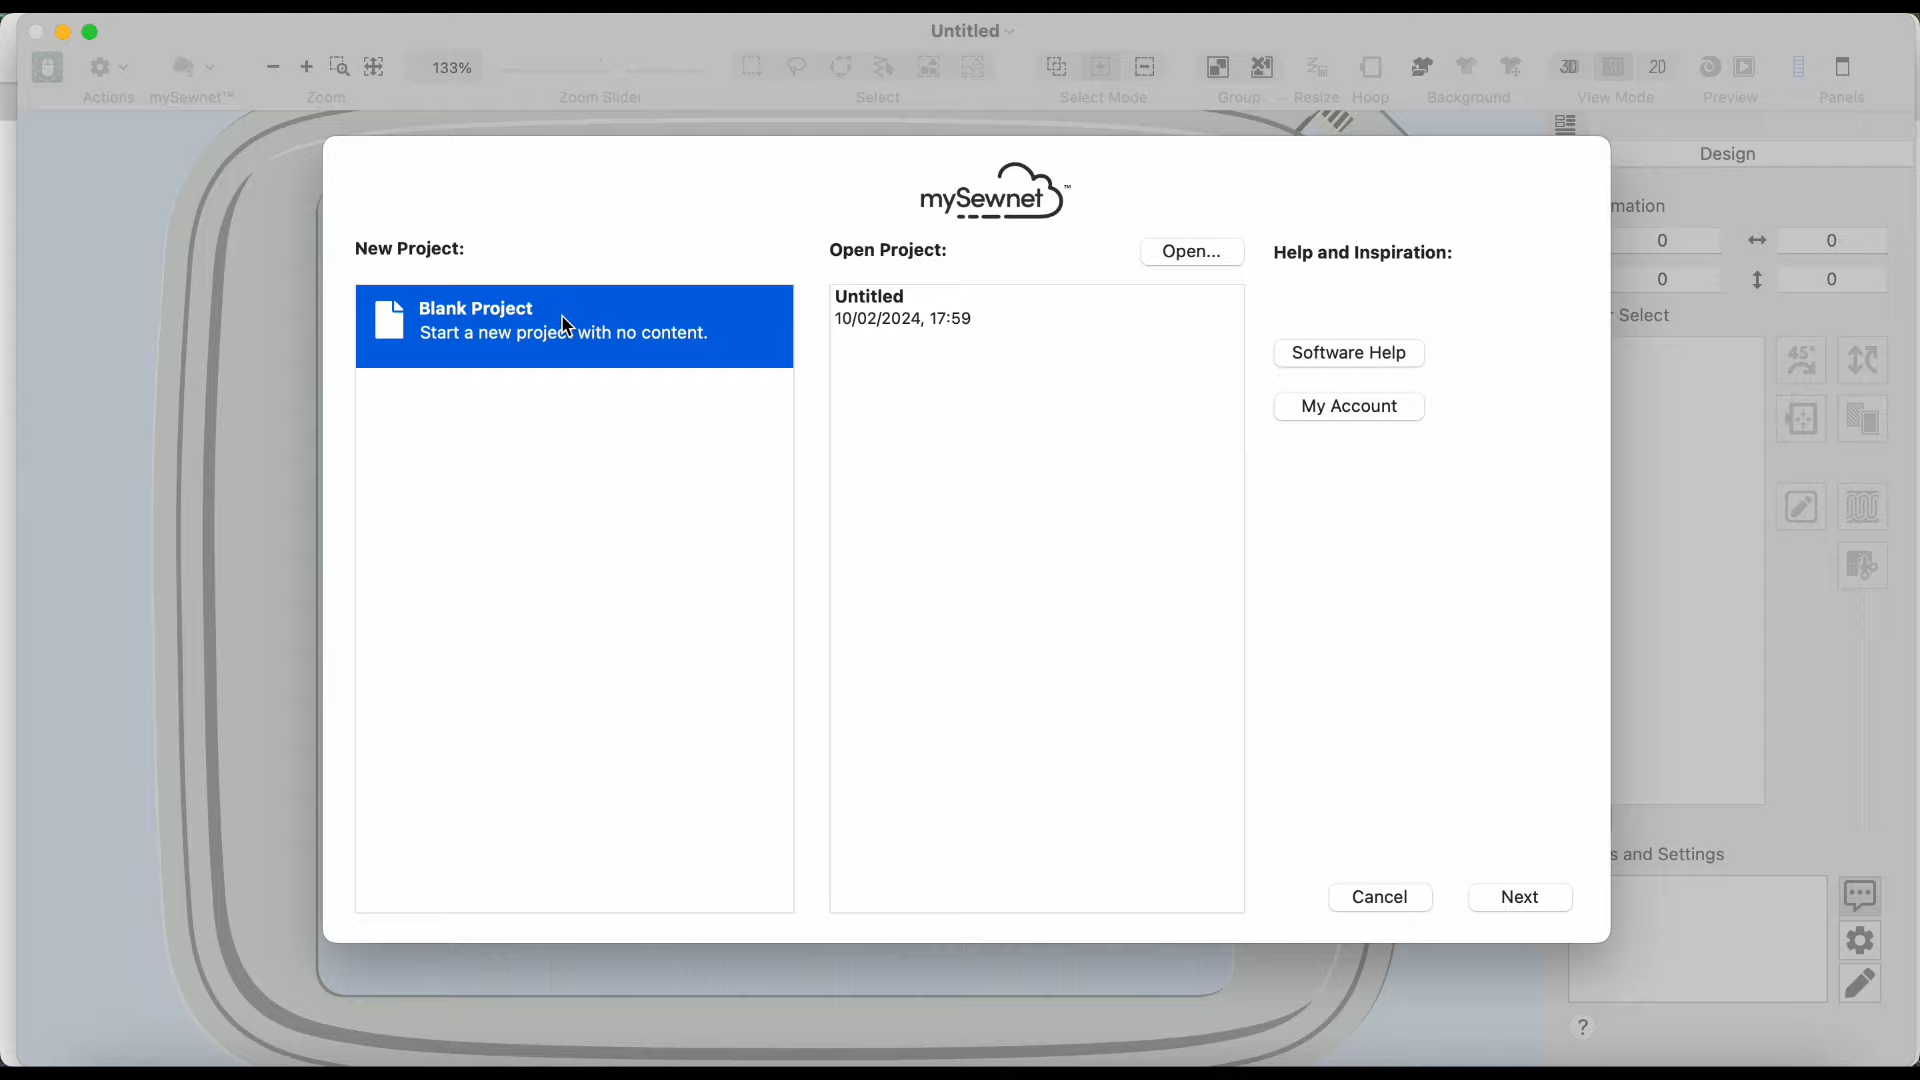 Untitled
133%
3D
2D
Actions
mySewnet™
Zoom
Zoom Slider
Select
Select Mode
Group
Resize
Hoop
Background
View Mode
Preview
Panels
mySewnet™
Design
mation
0
0
0
0
r Select
45°
New Project:
Blank Project
Start a new project with no content.
Open Project:
Open...
Untitled
10/02/2024, 17:59
Help and Inspiration:
Software Help
My Account
s and Settings
Cancel
Next
?